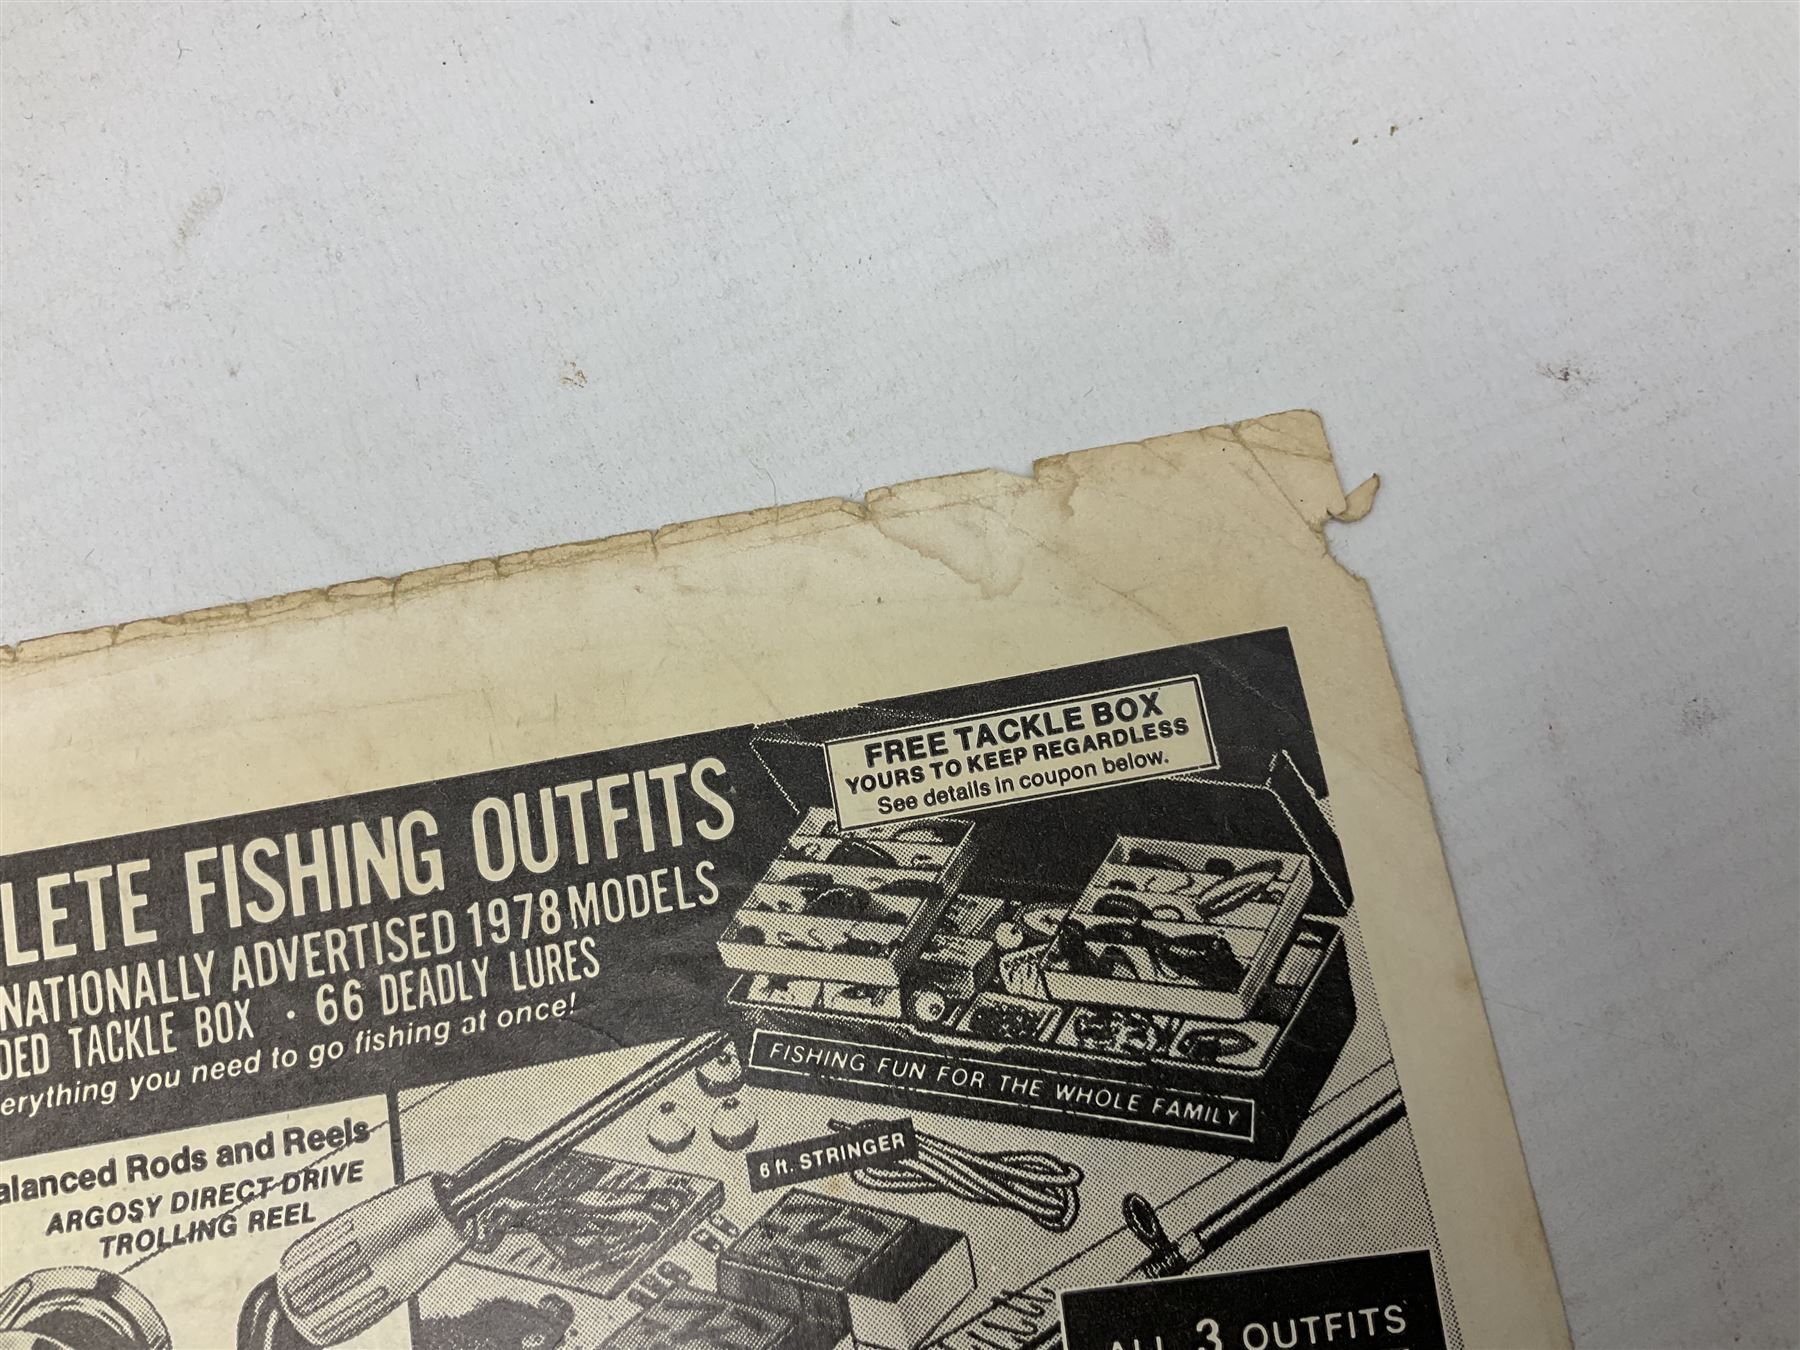 FREE TACKLE BOX
YOURS TO KEEP REGARDLESS
See details in coupon below.
LETE FISHING OUTFITS
NATIONALLY ADVERTISED 1978 MODELS
DED TACKLE BOX · 66 DEADLY LURES
erything you need to go fishing at once!
FISHING FUN FOR THE WHOLE FAMILY
alanced Rods and Reels
ARGOSY DIRECT DRIVE
TROLLING REEL
6 ft. STRINGER
ALL 3 OUTFITS